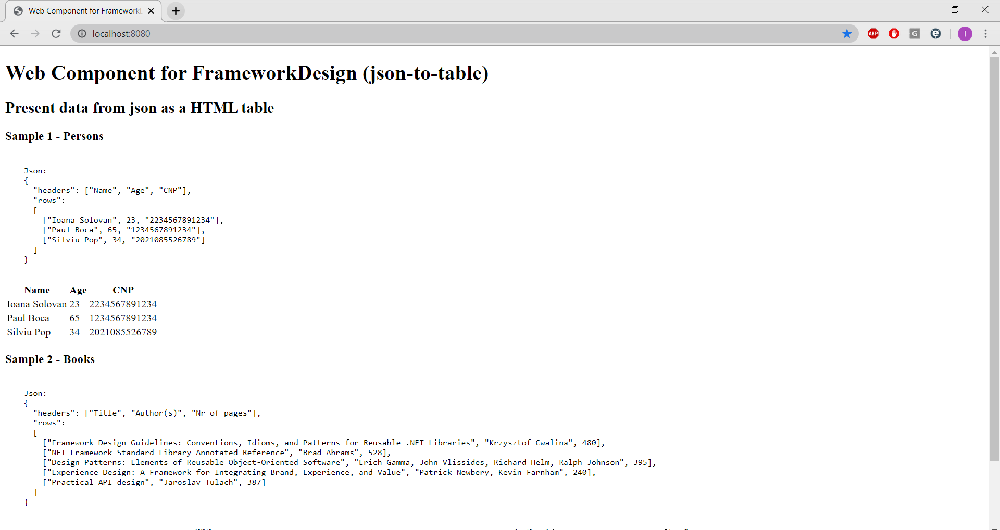 Web Component for Framework
localhost:8080
ABP
G
I
Web Component for FrameworkDesign (json-to-table)
Present data from json as a HTML table
Sample 1 - Persons
Json:
{
"headers": ["Name", "Age", "CNP"],
"rows":
[
["Ioana Solovan", 23, "2234567891234"],
["Paul Boca", 65, "1234567891234"],
["Silviu Pop", 34, "2021085526789"]
]
}
Name Age CNP
Ioana Solovan 23 2234567891234
Paul Boca 65 1234567891234
Silviu Pop 34 2021085526789
Sample 2 - Books
Json:
{
"headers": ["Title", "Author(s)", "Nr of pages"],
"rows":
[
["Framework Design Guidelines: Conventions, Idioms, and Patterns for Reusable .NET Libraries", "Krzysztof Cwalina", 480],
["NET Framework Standard Library Annotated Reference", "Brad Abrams", 528],
["Design Patterns: Elements of Reusable Object-Oriented Software", "Erich Gamma, John Vlissides, Richard Helm, Ralph Johnson", 395],
["Experience Design: A Framework for Integrating Brand, Experience, and Value", "Patrick Newbery, Kevin Farnham", 240],
["Practical API design", "Jaroslav Tulach", 387]
]
}